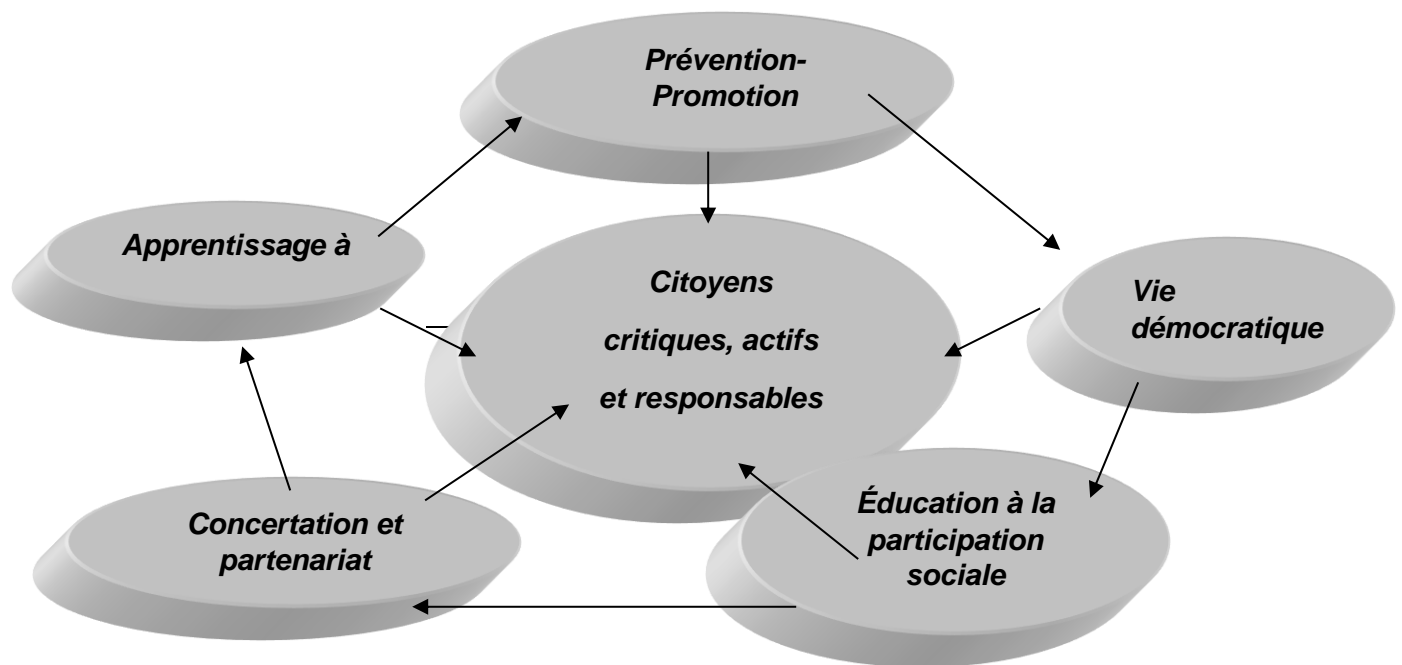 Prévention-
Promotion
Apprentissage à
Citoyens
critiques, actifs
et responsables
Vie
démocratique
Concertation et
partenariat
Éducation à la
participation
sociale